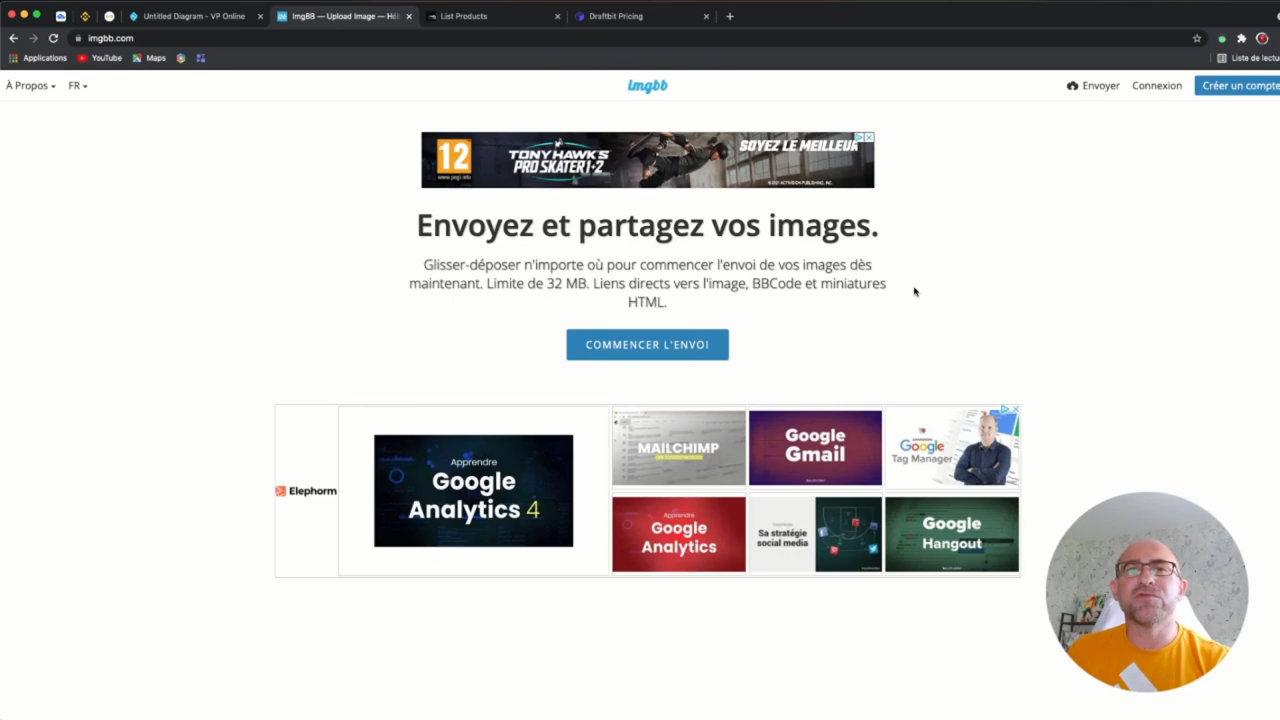 Untitled Diagram - VP Online
ImgBB — Upload Image — Hé
List Products
Draftbit Pricing
imgbb.com
Applications
YouTube
Maps
Liste de lectu
À Propos
FR
imgbb
Envoyer
Connexion
Créer un compte
12
www.pegi.info
TONY HAWK'S
PRO SKATER 1+2
SOYEZ LE MEILLEUR
Envoyez et partagez vos images.
Glisser-déposer n'importe où pour commencer l'envoi de vos images dès
maintenant. Limite de 32 MB. Liens directs vers l'image, BBCode et miniatures
HTML.
COMMENCER L'ENVOI
Elephorm
Apprendre
Google
Analytics 4
MAILCHIMP
Google
Gmail
Google
Tag Manager
Apprendre
Google
Analytics
Sa stratégie
social media
Google
Hangout